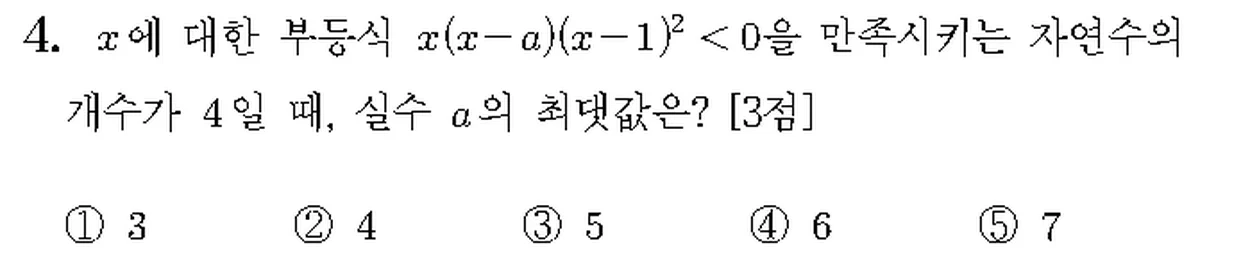 4. x에 대한 부등식 x(x-a)(x-1)² < 0을 만족시키는 자연수의
개수가 4일 때, 실수 a의 최댓값은? [3점]
① 3 ② 4 ③ 5 ④ 6 ⑤ 7